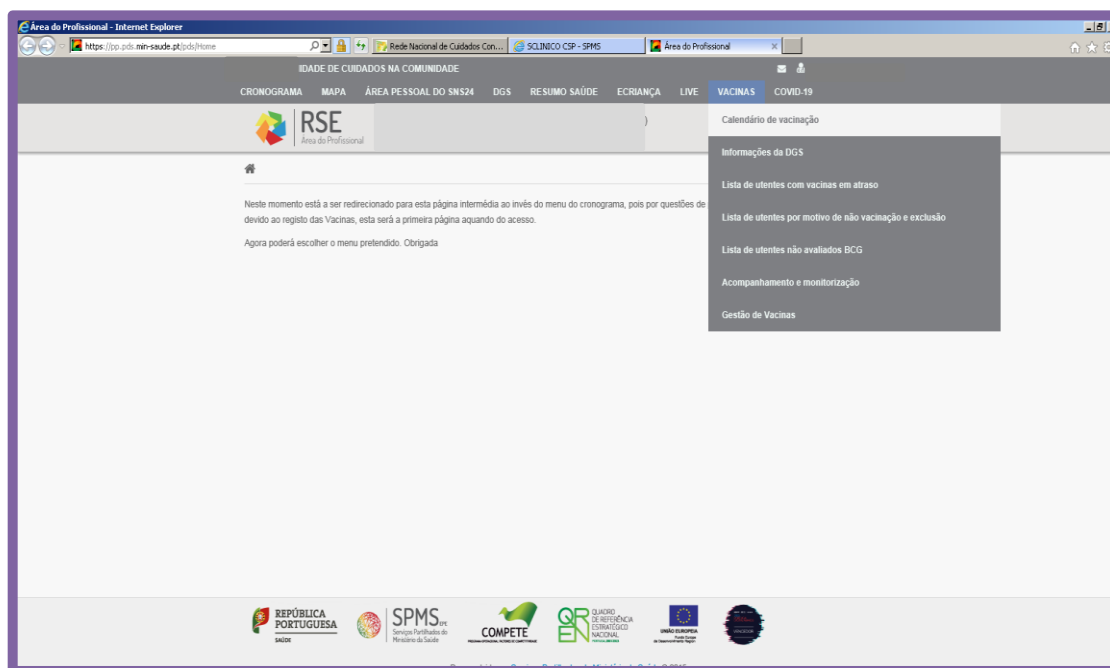 Área do Profissional - Internet Explorer
https://pp.pds.min-saude.pt/pds/Home
Rede Nacional de Cuidados Con...
SCLINICO CSP - SPMS
Área do Profissional
IDADE DE CUIDADOS NA COMUNIDADE
CRONOGRAMA MAPA ÁREA PESSOAL DO SNS24 DGS RESUMO SAÚDE ECRIANÇA LIVE VACINAS COVID-19
RSE
Área do Profissional
)
Calendário de vacinação
Informações da DGS
Lista de utentes com vacinas em atraso
Lista de utentes por motivo de não vacinação e exclusão
Lista de utentes não avaliados BCG
Acompanhamento e monitorização
Gestão de Vacinas
Neste momento está a ser redirecionado para esta página intermédia ao invés do menu do cronograma, pois por questões de
devido ao registo das Vacinas, esta será a primeira página aquando do acesso.
Agora poderá escolher o menu pretendido. Obrigada
REPÚBLICA
PORTUGUESA
SAÚDE
SPMS EPE
Serviços Partilhados do
Ministério da Saúde
COMPETE
QREN
QUADRO
DE REFERÊNCIA
ESTRATÉGICO
NACIONAL
UNIÃO EUROPEIA